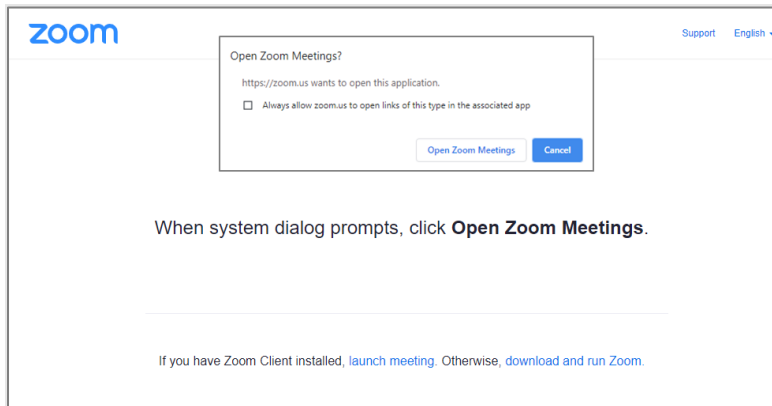 zoom
Support English
Open Zoom Meetings?
https://zoom.us wants to open this application.
Always allow zoom.us to open links of this type in the associated app
Open Zoom Meetings Cancel
When system dialog prompts, click Open Zoom Meetings.
If you have Zoom Client installed, launch meeting. Otherwise, download and run Zoom.